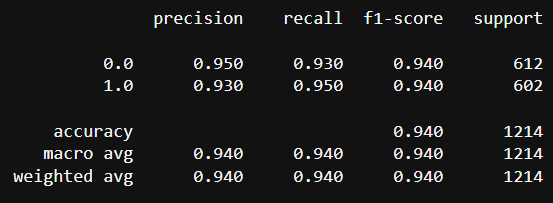 precision recall f1-score support
0.0 0.950 0.930 0.940 612
1.0 0.930 0.950 0.940 602
accuracy 0.940 1214
macro avg 0.940 0.940 0.940 1214
weighted avg 0.940 0.940 0.940 1214